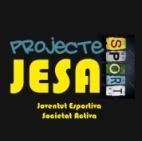 PROJECTE
JESA
SPORT
Joventut Esportiva
Societat Activa